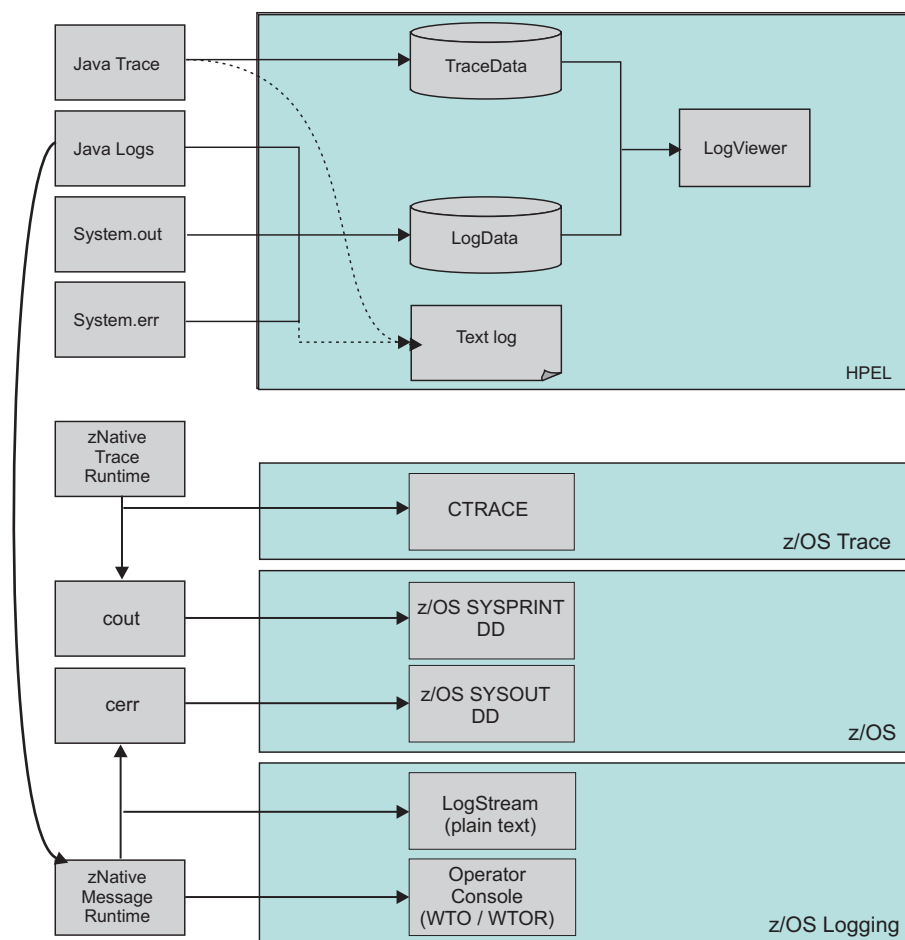 Java Trace
TraceData
Java Logs
LogViewer
System.out
LogData
System.err
Text log
HPEL
zNative
Trace
Runtime
CTRACE
z/OS Trace
cout
z/OS SYSPRINT
DD
cerr
z/OS SYSOUT
DD
z/OS
LogStream
(plain text)
zNative
Message
Runtime
Operator
Console
(WTO / WTOR)
z/OS Logging